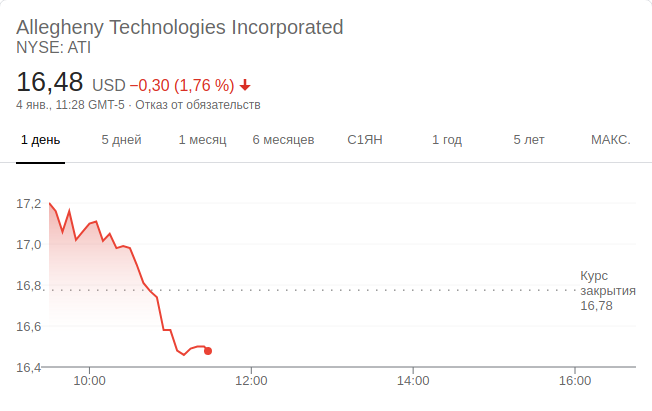 Allegheny Technologies Incorporated
NYSE: ATI
16,48 USD −0,30 (1,76 %)
4 янв., 11:28 GMT-5 · Отказ от обязательств
1 день 5 дней 1 месяц 6 месяцев С1ЯН 1 год 5 лет МАКС.
17,2
17,0
16,8
16,6
16,4
Курс
закрытия
16,78
10:00 12:00 14:00 16:00